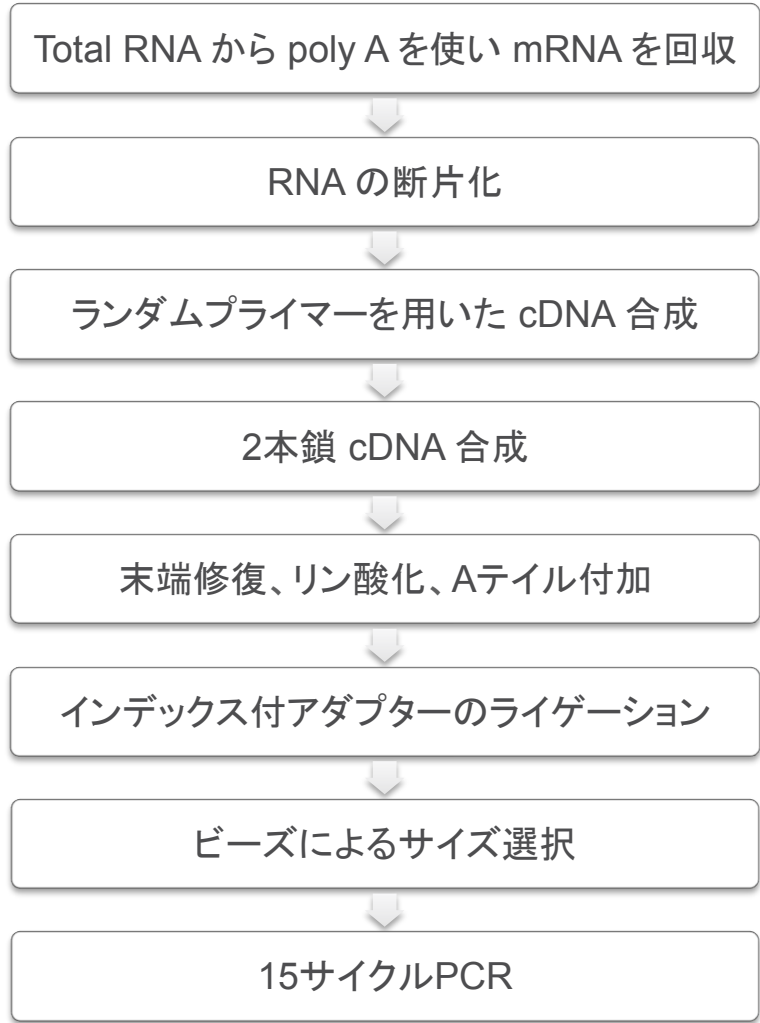 Total RNA から poly A を使い mRNA を回収
RNA の断片化
ランダムプライマーを用いた cDNA 合成
2本鎖 cDNA 合成
末端修復、リン酸化、Aテイル付加
インデックス付アダプターのライゲーション
ビーズによるサイズ選択
15サイクルPCR